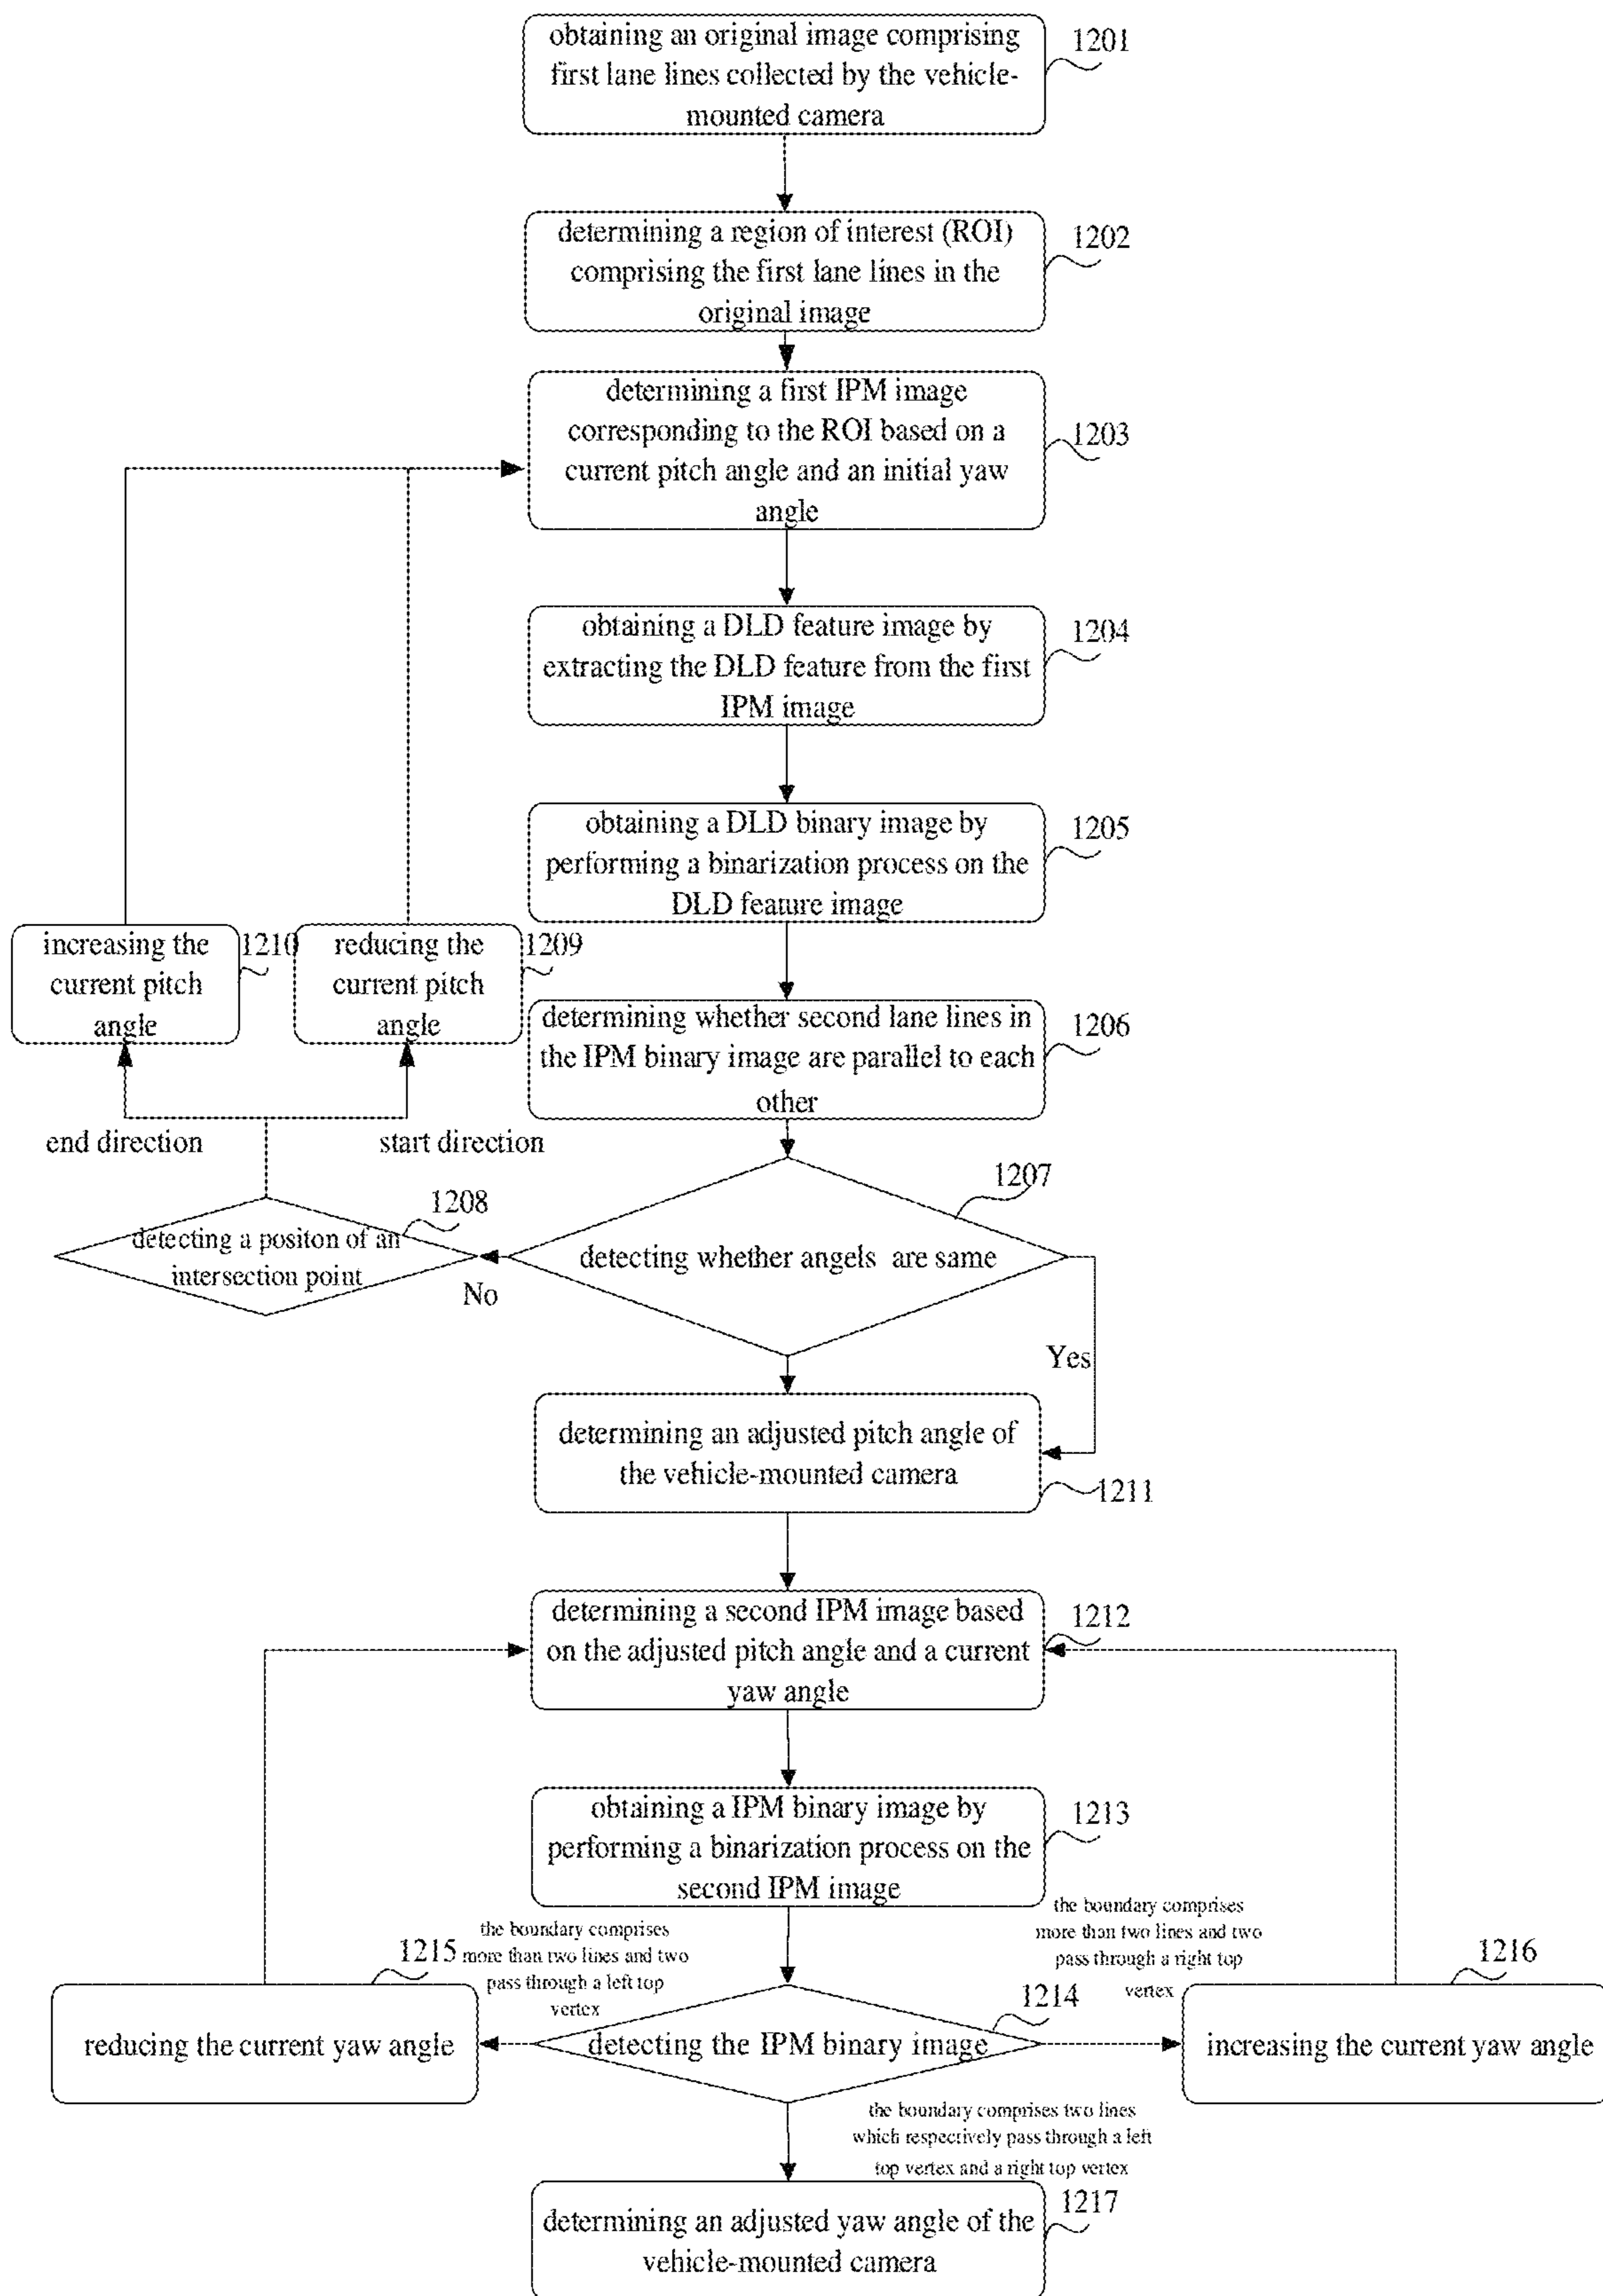 obtaining an original image comprising
first lane lines collected by the vehicle-
mounted camera
1201
determining a region of interest (ROI)
comprising the first lane lines in the
original image
1202
determining a first IPM image
corresponding to the ROI based on a
current pitch angle and an initial yaw
angle
1203
obtaining a DLD feature image by
extracting the DLD feature from the first
IPM image
1204
obtaining a DLD binary image by
performing a binarization process on the
DLD feature image
1205
increasing the
current pitch
angle
1210
reducing the
current pitch
angle
1209
determining whether second lane lines in
the IPM binary image are parallel to each
other
1206
end direction
start direction
1207
1208
detecting a positon of an
intersection point
detecting whether angels are same
No
Yes
determining an adjusted pitch angle of
the vehicle-mounted camera
1211
determining a second IPM image based
on the adjusted pitch angle and a current
yaw angle
1212
obtaining a IPM binary image by
performing a binarization process on the
second IPM image
1213
the boundary comprises
more than two lines and two
pass through a left top
vertex
the boundary comprises
more than two lines and two
pass through a right top
vertex
1215
1214
1216
reducing the current yaw angle
detecting the IPM binary image
increasing the current yaw angle
the boundary comprises two lines
which respectively pass through a left
top vertex and a right top vertex
determining an adjusted yaw angle of the
vehicle-mounted camera
1217